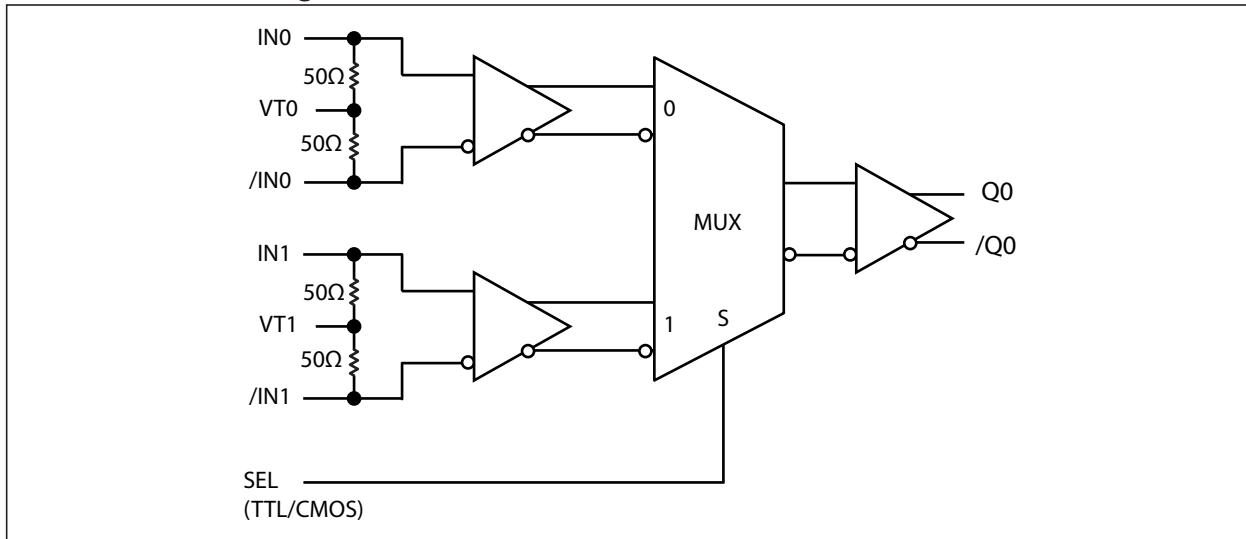 IN0
50Ω
VT0
50Ω
/IN0
0
MUX
Q0
/Q0
IN1
50Ω
VT1
50Ω
/IN1
1
S
SEL
(TTL/CMOS)